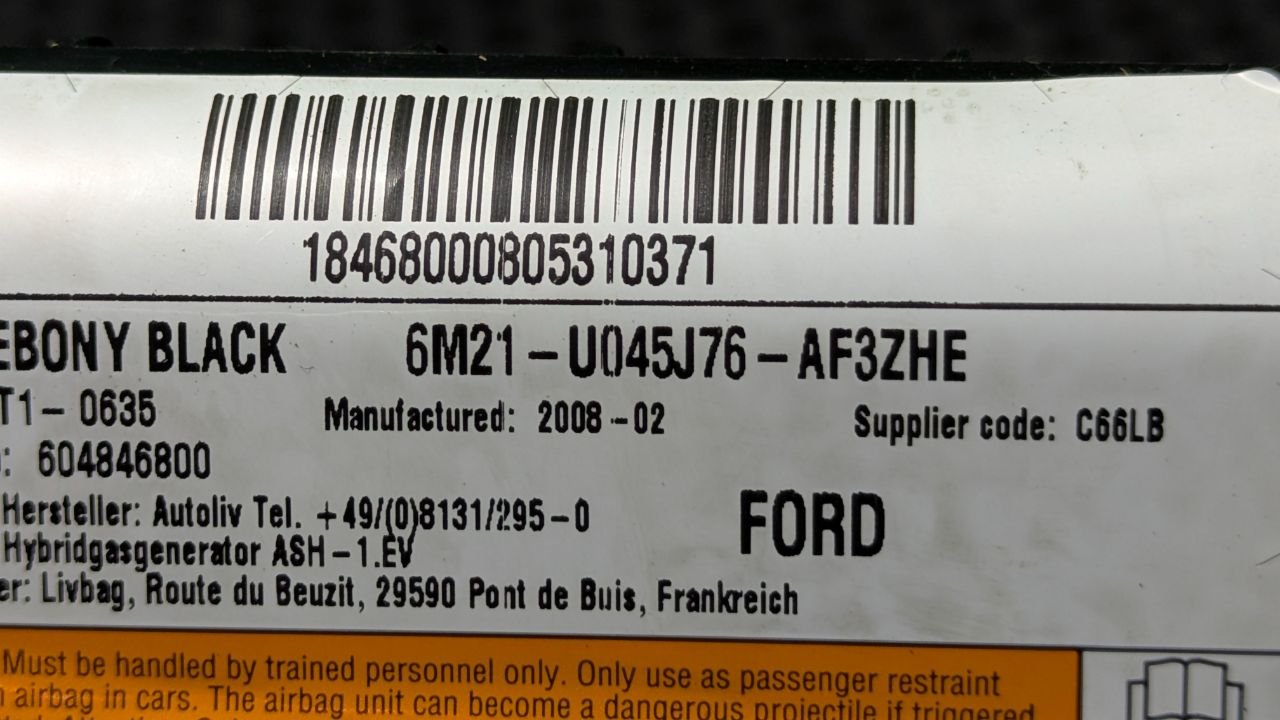 18468000805310371
EBONY BLACK 6M21-U045J76-AF3ZHE
T1-0635 Manufactured: 2008-02 Supplier code: C66LB
: 604846800
Hersteller: Autoliv Tel. +49/(0)8131/295-0
FORD
Hybridgasgenerator ASH-1.EV
er: Livbag, Route du Beuzit, 29590 Pont de Buis, Frankreich
Must be handled by trained personnel only. Only use as passenger restraint
airbag in cars. The airbag unit can become a dangerous projectile if triggered